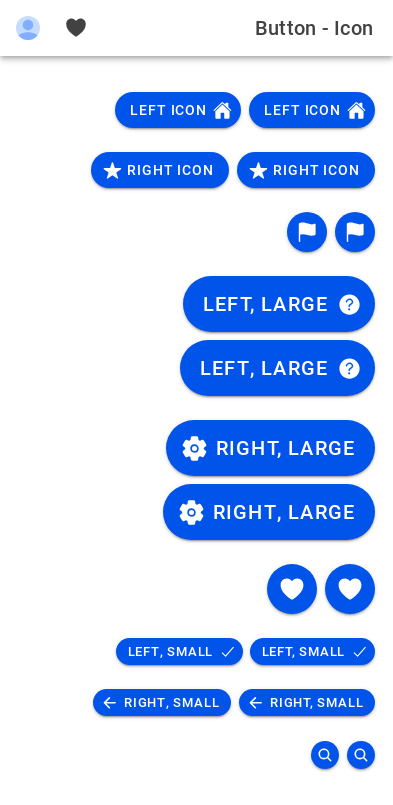 Button - Icon
LEFT ICON LEFT ICON
RIGHT ICON RIGHT ICON
LEFT, LARGE
LEFT, LARGE
RIGHT, LARGE
RIGHT, LARGE
LEFT, SMALL LEFT, SMALL
RIGHT, SMALL RIGHT, SMALL